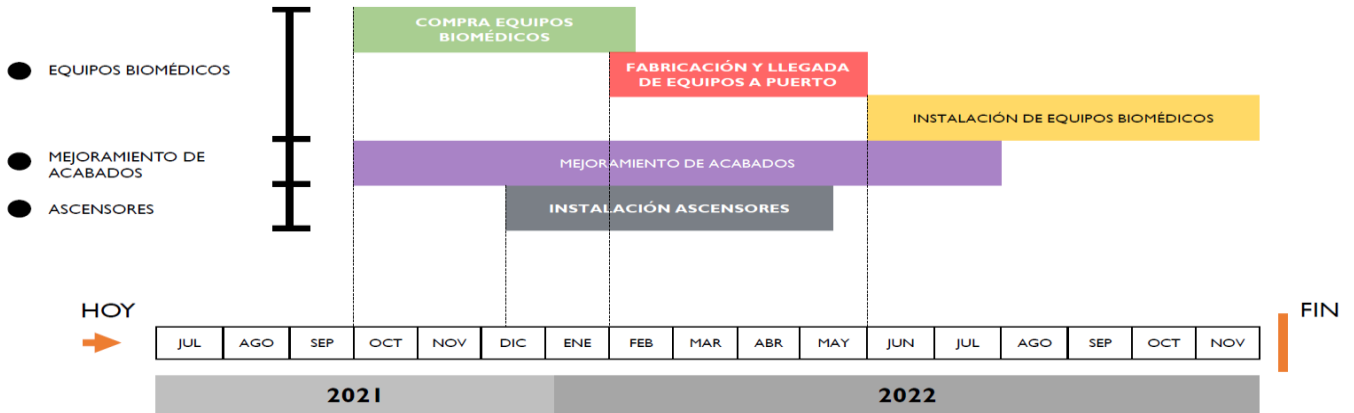 COMPRA EQUIPOS
BIOMÉDICOS
EQUIPOS BIOMÉDICOS
FABRICACIÓN Y LLEGADA
DE EQUIPOS A PUERTO
INSTALACIÓN DE EQUIPOS BIOMÉDICOS
MEJORAMIENTO DE
ACABADOS
MEJORAMIENTO DE ACABADOS
ASCENSORES
INSTALACIÓN ASCENSORES
HOY
FIN
JUL AGO SEP OCT NOV DIC ENE FEB MAR ABR MAY JUN JUL AGO SEP OCT NOV
2021 2022